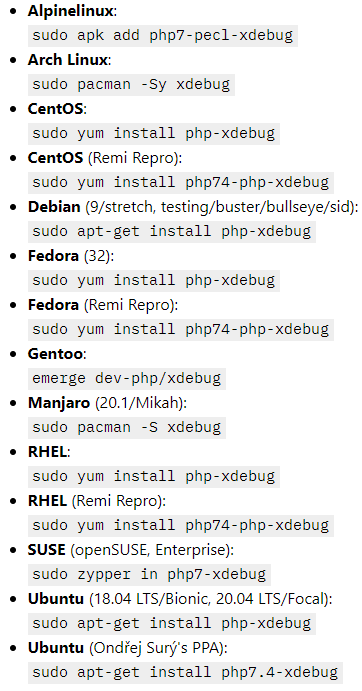 Alpinelinux:
sudo apk add php7-pecl-xdebug
Arch Linux:
sudo pacman -Sy xdebug
CentOS:
sudo yum install php-xdebug
CentOS (Remi Repro):
sudo yum install php74-php-xdebug
Debian (9/stretch, testing/buster/bullseye/sid):
sudo apt-get install php-xdebug
Fedora (32):
sudo yum install php-xdebug
Fedora (Remi Repro):
sudo yum install php74-php-xdebug
Gentoo:
emerge dev-php/xdebug
Manjaro (20.1/Mikah):
sudo pacman -S xdebug
RHEL:
sudo yum install php-xdebug
RHEL (Remi Repro):
sudo yum install php74-php-xdebug
SUSE (openSUSE, Enterprise):
sudo zypper in php7-xdebug
Ubuntu (18.04 LTS/Bionic, 20.04 LTS/Focal):
sudo apt-get install php-xdebug
Ubuntu (Ondřej Surý's PPA):
sudo apt-get install php7.4-xdebug